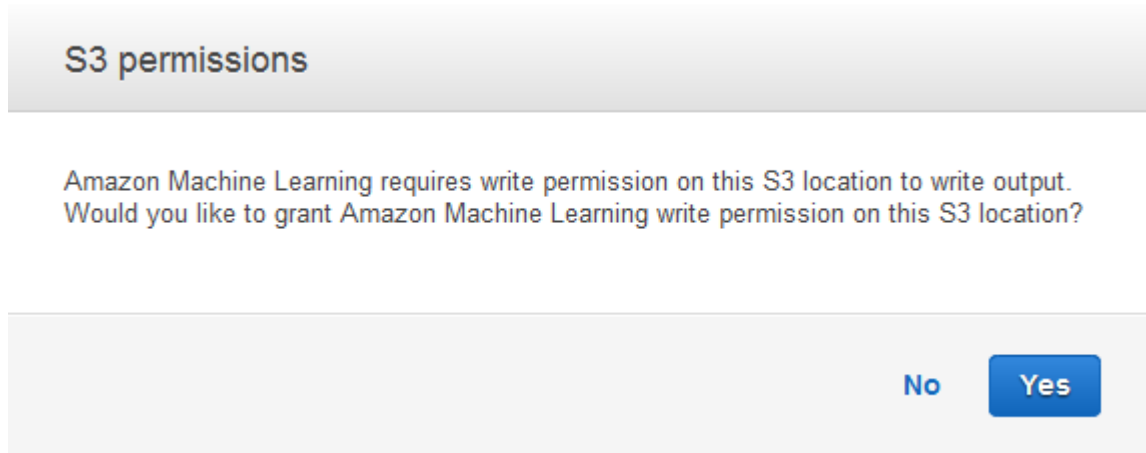 S3 permissions
Amazon Machine Learning requires write permission on this S3 location to write output.
Would you like to grant Amazon Machine Learning write permission on this S3 location?
No Yes